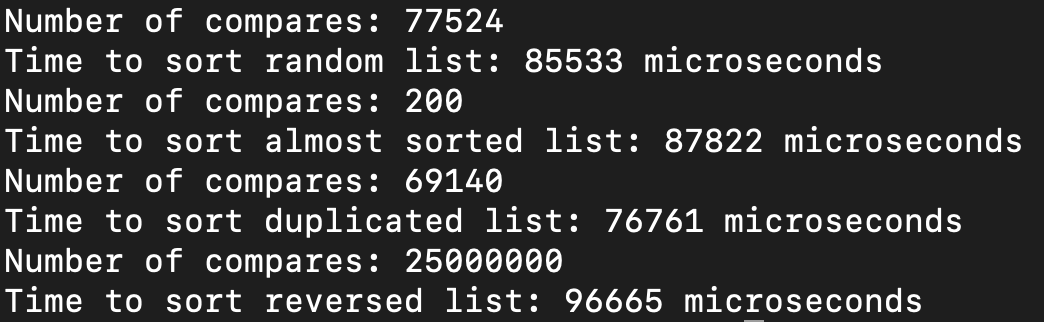 Number of compares: 77524
Time to sort random list: 85533 microseconds
Number of compares: 200
Time to sort almost sorted list: 87822 microseconds
Number of compares: 69140
Time to sort duplicated list: 76761 microseconds
Number of compares: 25000000
Time to sort reversed list: 96665 microseconds